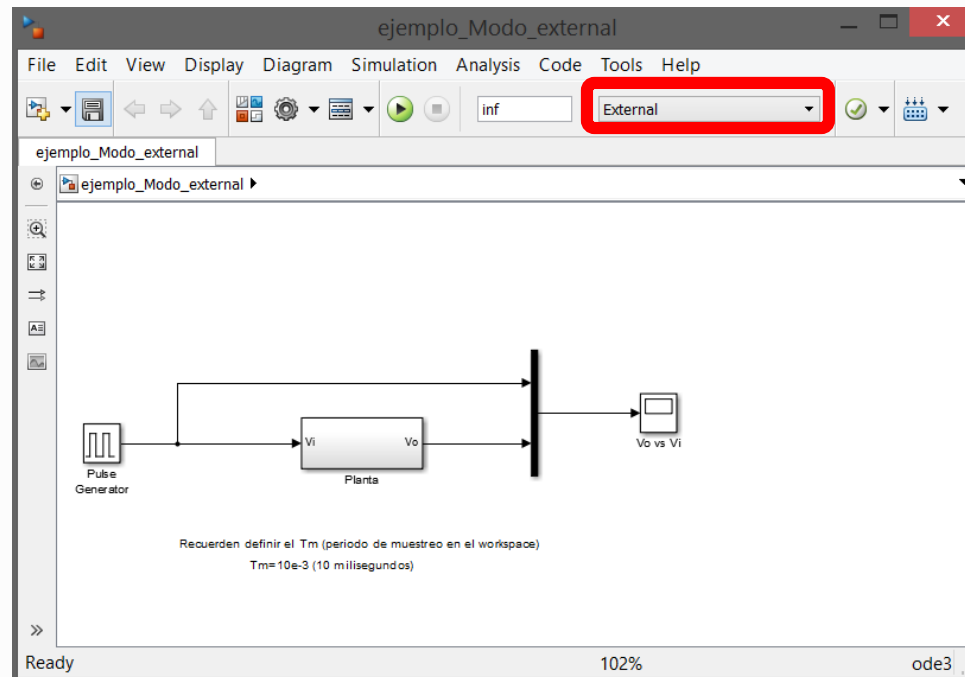 ejemplo_Modo_external
File Edit View Display Diagram Simulation Analysis Code Tools Help
inf External
ejemplo_Modo_external
ejemplo_Modo_external
Vi Vo
Vo vs Vi
Pulse
Generator
Planta
Recuerden definir el Tm (periodo de muestreo en el workspace)
Tm=10e-3 (10 milisegundos)
Ready 102% ode3